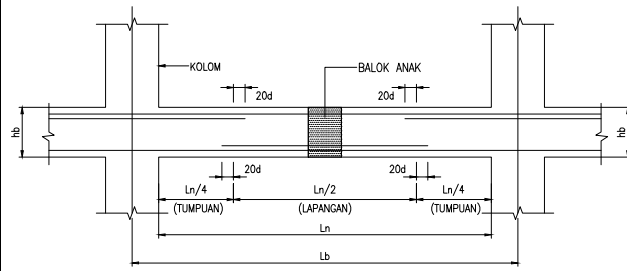 KOLOM
BALOK ANAK
20d
20d
hb
hb
20d
20d
Ln/4
Ln/2
Ln/4
(TUMPUAN)
(LAPANGAN)
(TUMPUAN)
Ln
Lb